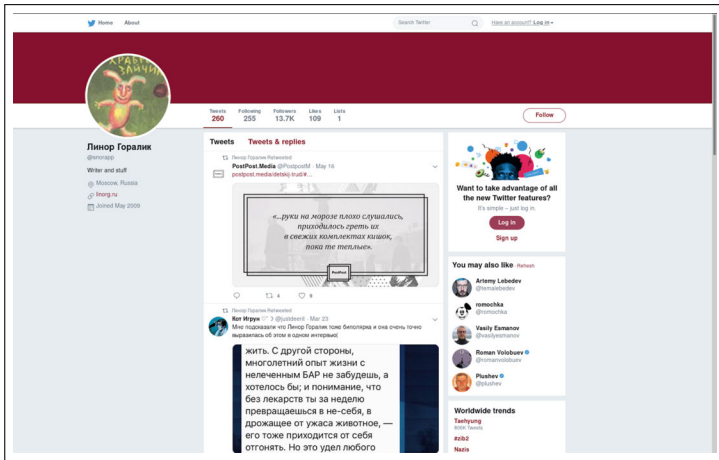 Home About
Search Twitter
Have an account? Log in
ХРАБР
ЗАЙЧИК
Tweets Following Followers Likes Lists
260 255 13.7K 109 1
Follow
Линор Горалик
@snorapp
Writer and stuff
Moscow, Russia
linorg.ru
Joined May 2009
Tweets Tweets & replies
Линор Горалик Retweeted
PostPost.Media @PostpostM · May 16
postpost.media/detskij-trud/#...
«...руки на морозе плохо слушались,
приходилось греть их
в свежих комплектах кишок,
пока те теплые».
PostPost
4 9
Линор Горалик Retweeted
Кот Игрун @justdeerit · Mar 23
Мне подсказали что Линор Горалик тоже биполярка и она очень точно
выразилась об этом в одном интервью:
жить. С другой стороны,
многолетний опыт жизни с
нелеченным БАР не забудешь, а
хотелось бы; и понимание, что
без лекарств ты за неделю
превращаешься в не-себя, в
дрожащее от ужаса животное, —
его тоже приходится от себя
отгонять. Но это удел любого
Want to take advantage of all
the new Twitter features?
It's simple – just log in.
Log in
Sign up
You may also like · Refresh
Artemy Lebedev
@temalebedev
romochka
@romochka
Vasily Esmanov
@vasilyesmanov
Roman Volobuev
@romanvolobuev
Plushev
@plushev
Worldwide trends
Taehyung
Tweets
#zib2
Nazis